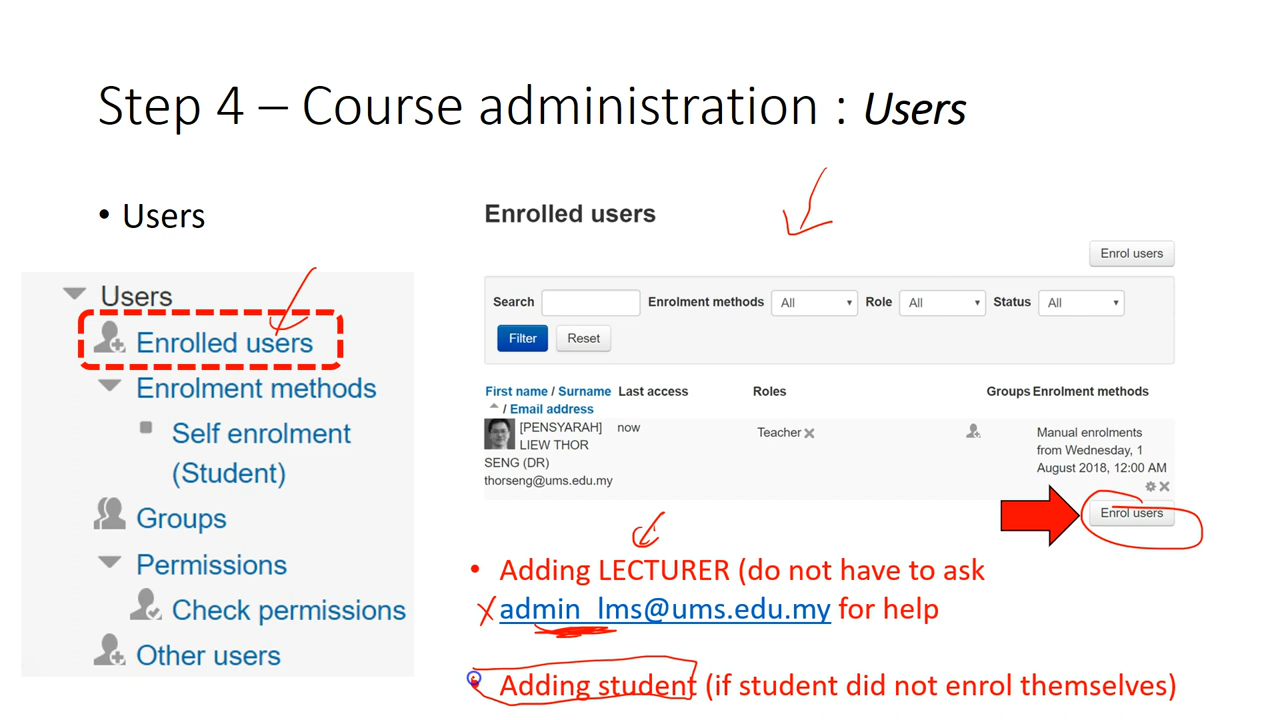 Step 4 – Course administration : Users
• Users
Users
Enrolled users
Enrolment methods
Self enrolment
(Student)
Groups
Permissions
Check permissions
Other users
Enrolled users
Enrol users
Search Enrolment methods All Role All Status All
Filter Reset
First name / Surname Last access Roles Groups Enrolment methods
/ Email address
[PENSYARAH] now Teacher Manual enrolments
LIEW THOR from Wednesday, 1
SENG (DR) August 2018, 12:00 AM
thorseng@ums.edu.my
Enrol users
• Adding LECTURER (do not have to ask
admin_lms@ums.edu.my for help
Adding student (if student did not enrol themselves)